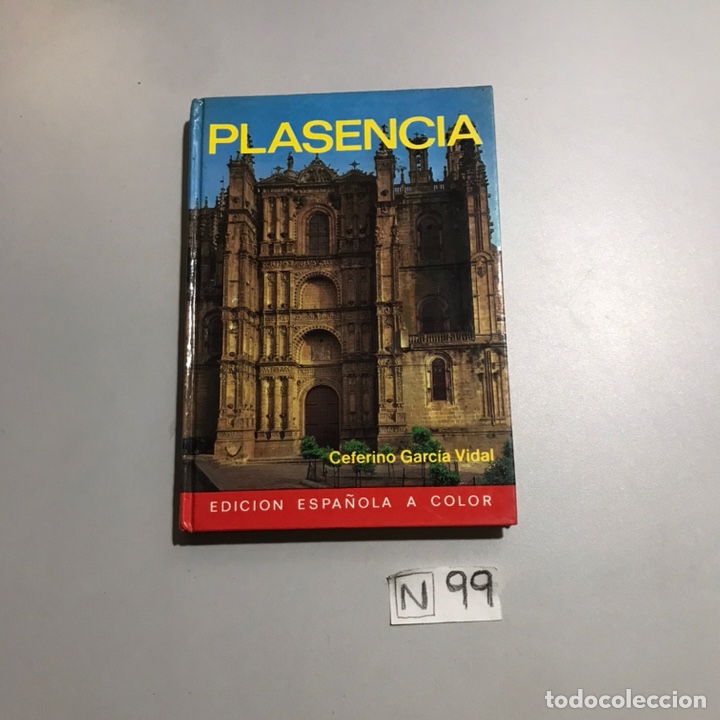 PLASENCIA
Ceferino García Vidal
EDICION ESPAÑOLA A COLOR
N 99
todocoleccion